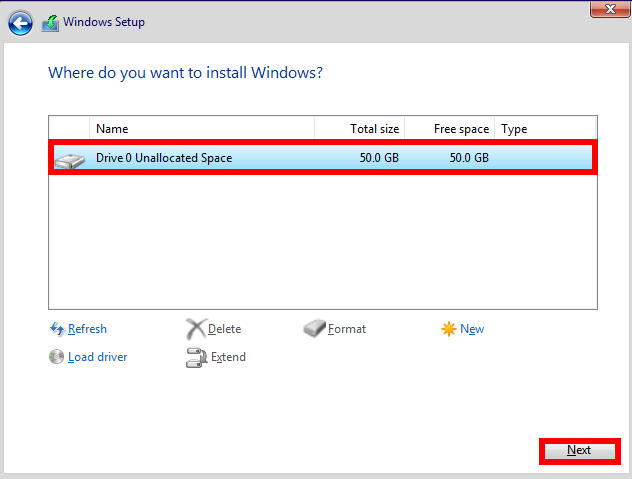 Windows Setup
Where do you want to install Windows?
Name Total size Free space Type
Drive 0 Unallocated Space 50.0 GB 50.0 GB
Refresh Delete Format New
Load driver Extend
Next